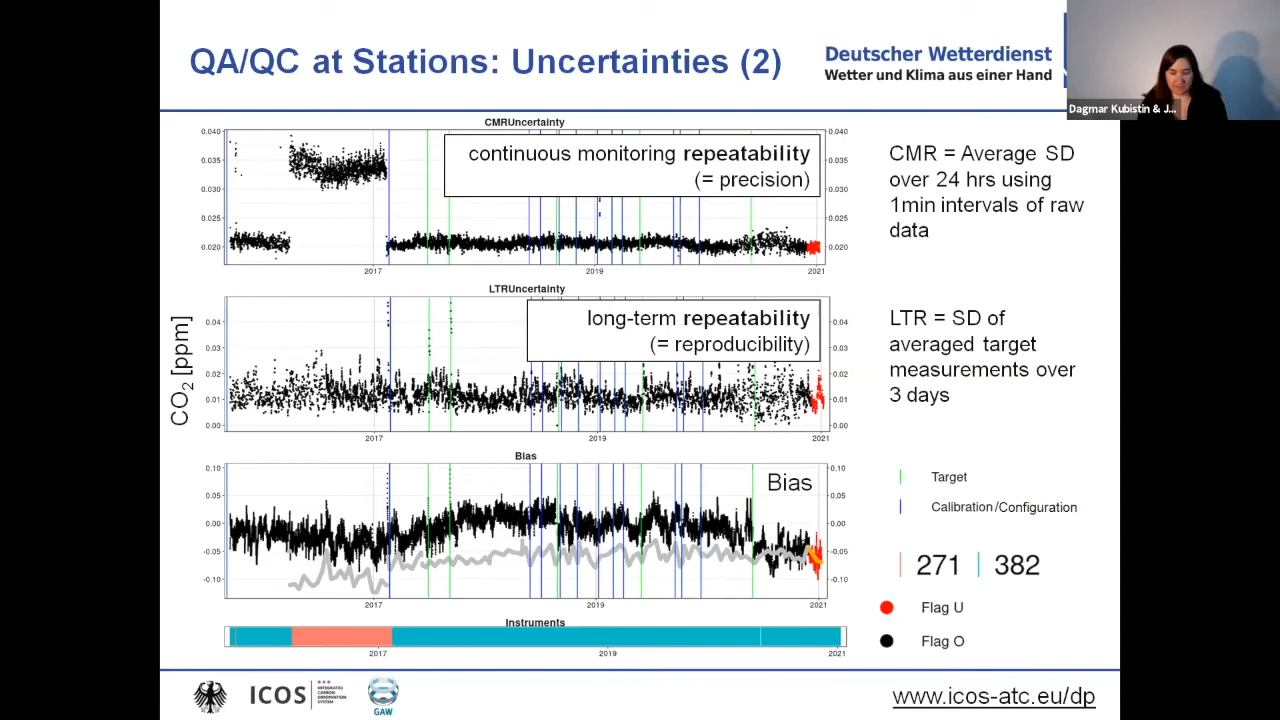 QA/QC at Stations: Uncertainties (2)
Deutscher Wetterdienst
Wetter und Klima aus einer Hand
Dagmar Kubistin & J...
CMRUncertainty
0.040
0.035
0.030
0.025
0.020
0.040
0.035
0.030
0.025
0.020
continuous monitoring repeatability
(= precision)
2017
2019
2021
CMR = Average SD
over 24 hrs using
1min intervals of raw
data
LTRUncertainty
CO2 [ppm]
0.04
0.03
0.02
0.01
0.00
0.04
0.03
0.02
0.01
0.00
long-term repeatability
(= reproducibility)
2017
2019
2021
LTR = SD of
averaged target
measurements over
3 days
Bias
0.10
0.05
0.00
-0.05
-0.10
0.10
0.05
0.00
-0.05
-0.10
Bias
2017
2019
2021
Target
Calibration/Configuration
271 382
Flag U
Flag O
Instruments
2017
2019
2021
ICOS
INTEGRATED
CARBON
OBSERVATION
SYSTEM
GAW
www.icos-atc.eu/dp